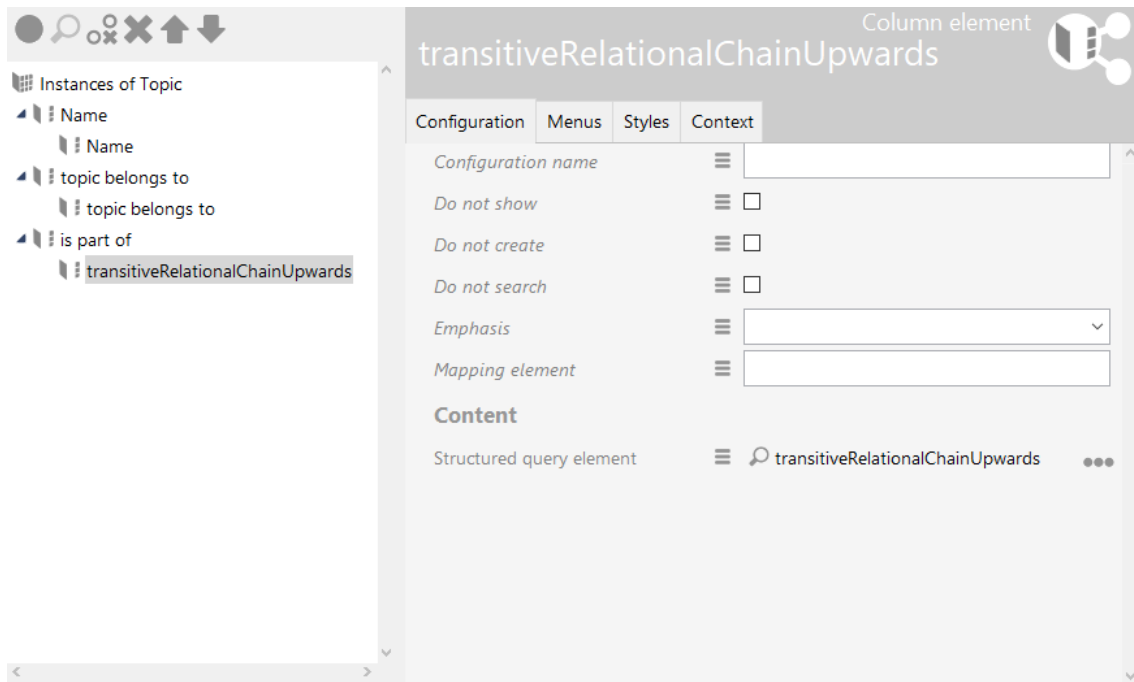 Instances of Topic
Name
Name
topic belongs to
topic belongs to
is part of
transitiveRelationalChainUpwards
Column element
transitiveRelationalChainUpwards
Configuration Menus Styles Context
Configuration name
Do not show
Do not create
Do not search
Emphasis
Mapping element
Content
Structured query element transitiveRelationalChainUpwards